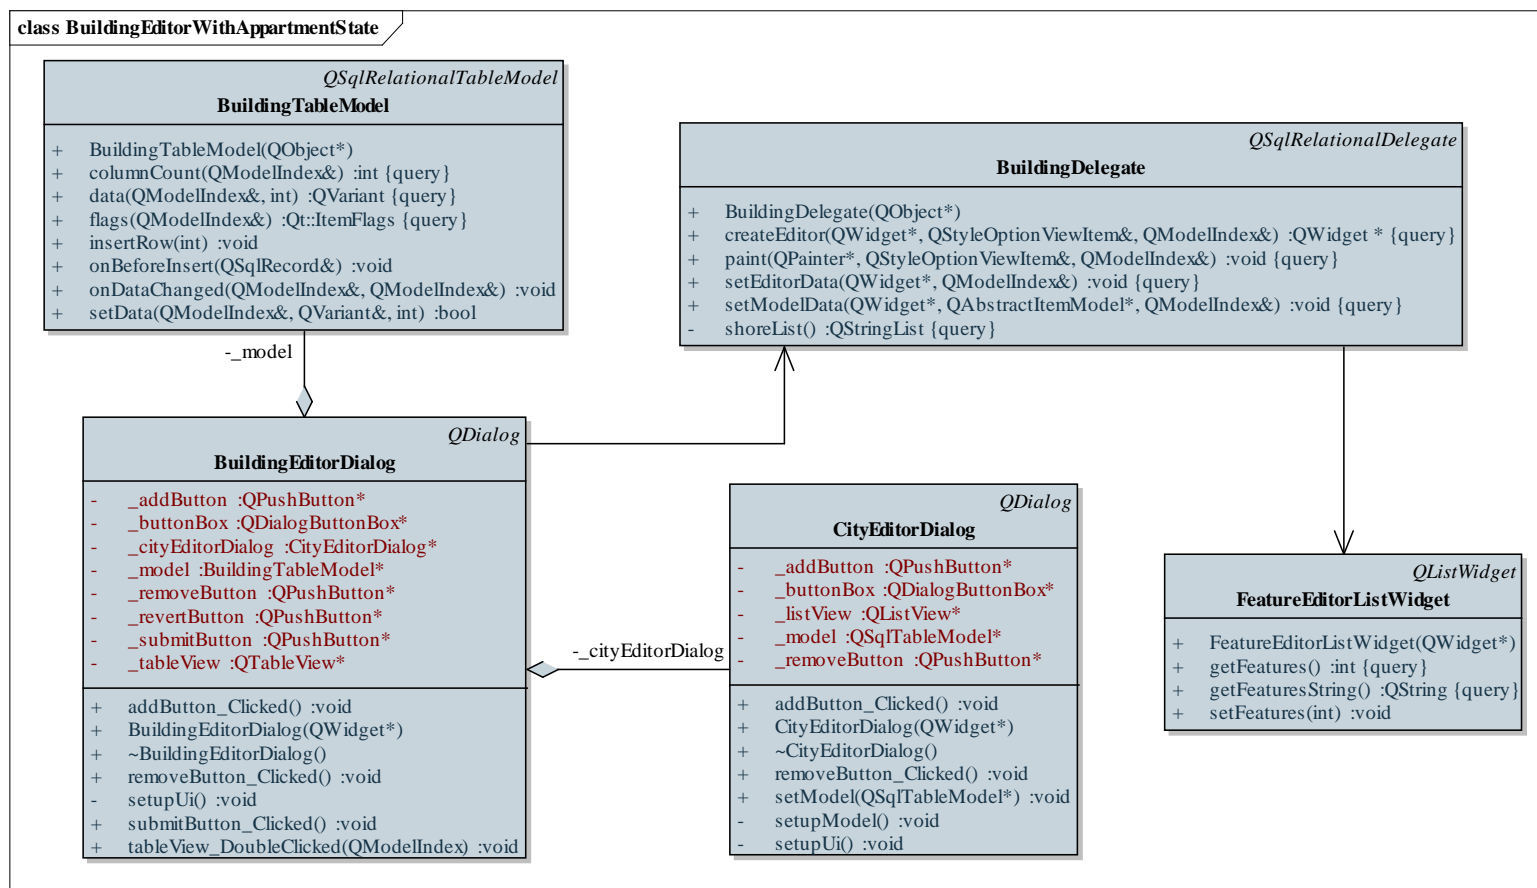 class BuildingEditorWithAppartmentState
QSqlRelationalTableModel
BuildingTableModel
+ BuildingTableModel(QObject*)
+ columnCount(QModelIndex&) :int {query}
+ data(QModelIndex&, int) :QVariant {query}
+ flags(QModelIndex&) :Qt::ItemFlags {query}
+ insertRow(int) :void
+ onBeforeInsert(QSqlRecord&) :void
+ onDataChanged(QModelIndex&, QModelIndex&) :void
+ setData(QModelIndex&, QVariant&, int) :bool
QSqlRelationalDelegate
BuildingDelegate
+ BuildingDelegate(QObject*)
+ createEditor(QWidget*, QStyleOptionViewItem&, QModelIndex&) :QWidget * {query}
+ paint(QPainter*, QStyleOptionViewItem&, QModelIndex&) :void {query}
+ setEditorData(QWidget*, QModelIndex&) :void {query}
+ setModelData(QWidget*, QAbstractItemModel*, QModelIndex&) :void {query}
- shoreList() :QStringList {query}
-_model
QDialog
BuildingEditorDialog
- _addButton :QPushButton*
- _buttonBox :QDialogButtonBox*
- _cityEditorDialog :CityEditorDialog*
- _model :BuildingTableModel*
- _removeButton :QPushButton*
- _revertButton :QPushButton*
- _submitButton :QPushButton*
- _tableView :QTableView*
+ addButton_Clicked() :void
+ BuildingEditorDialog(QWidget*)
+ ~BuildingEditorDialog()
+ removeButton_Clicked() :void
- setupUi() :void
+ submitButton_Clicked() :void
+ tableView_DoubleClicked(QModelIndex) :void
-_cityEditorDialog
QDialog
CityEditorDialog
- _addButton :QPushButton*
- _buttonBox :QDialogButtonBox*
- _listView :QListView*
- _model :QSqlTableModel*
- _removeButton :QPushButton*
+ addButton_Clicked() :void
+ CityEditorDialog(QWidget*)
+ ~CityEditorDialog()
+ removeButton_Clicked() :void
+ setModel(QSqlTableModel*) :void
- setupModel() :void
- setupUi() :void
QListWidget
FeatureEditorListWidget
+ FeatureEditorListWidget(QWidget*)
+ getFeatures() :int {query}
+ getFeaturesString() :QString {query}
+ setFeatures(int) :void